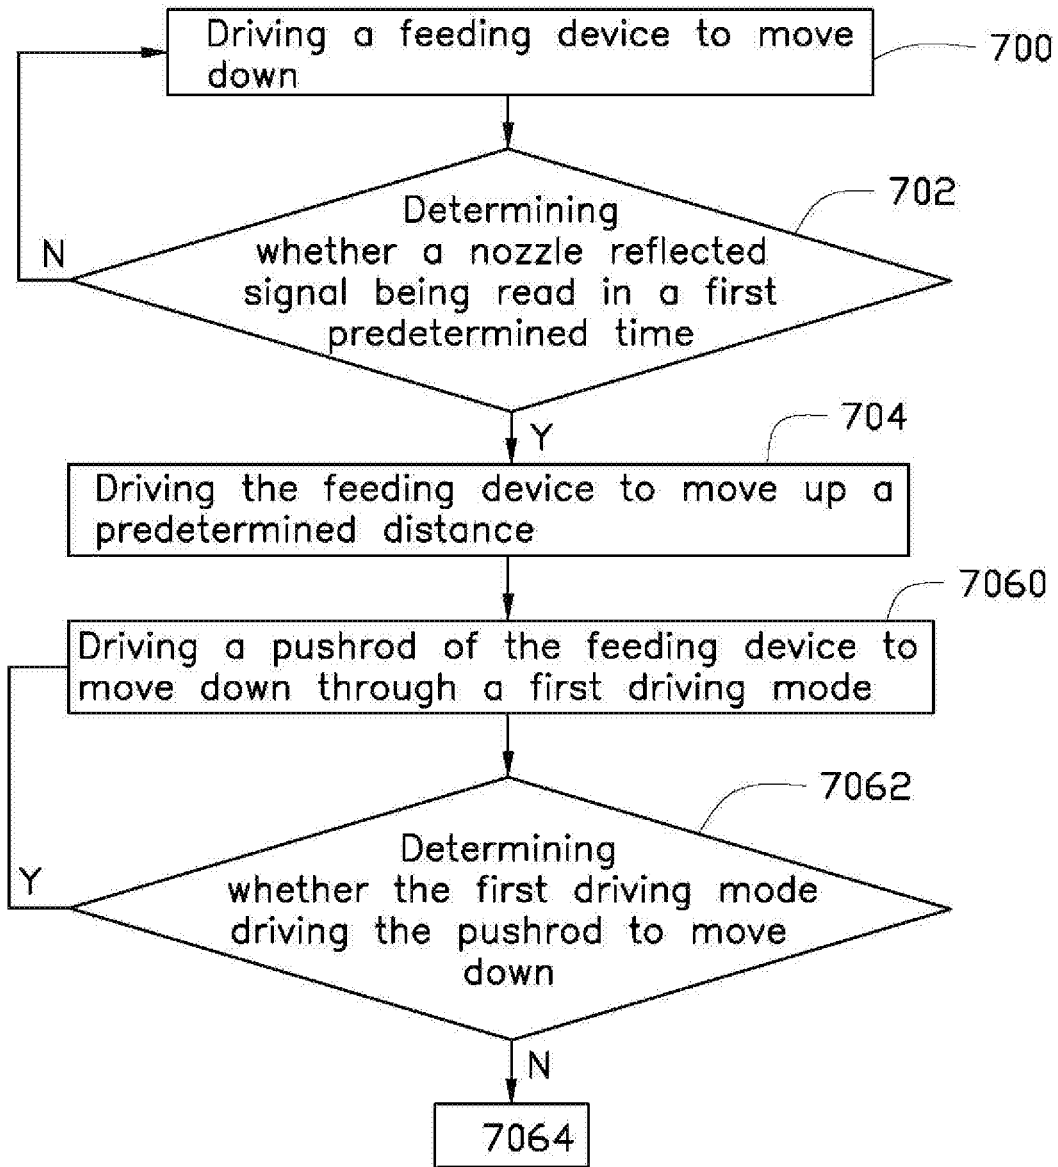 Driving a feeding device to move
down
700
702
Determining
whether a nozzle reflected
signal being read in a first
predetermined time
N
Y
704
Driving the feeding device to move up a
predetermined distance
7060
Driving a pushrod of the feeding device to
move down through a first driving mode
7062
Determining
whether the first driving mode
driving the pushrod to move
down
Y
N
7064